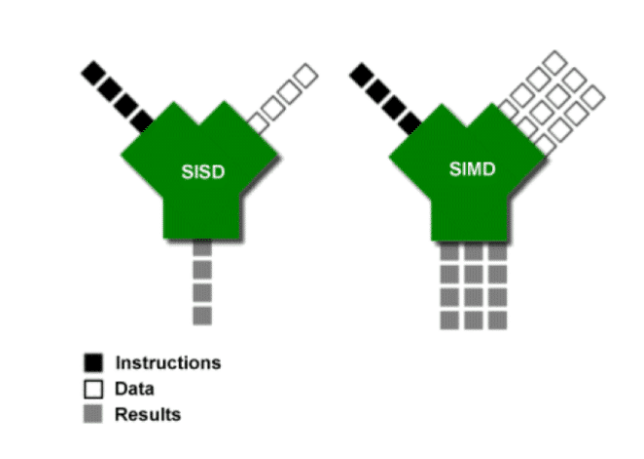 SISD
SIMD
Instructions
Data
Results